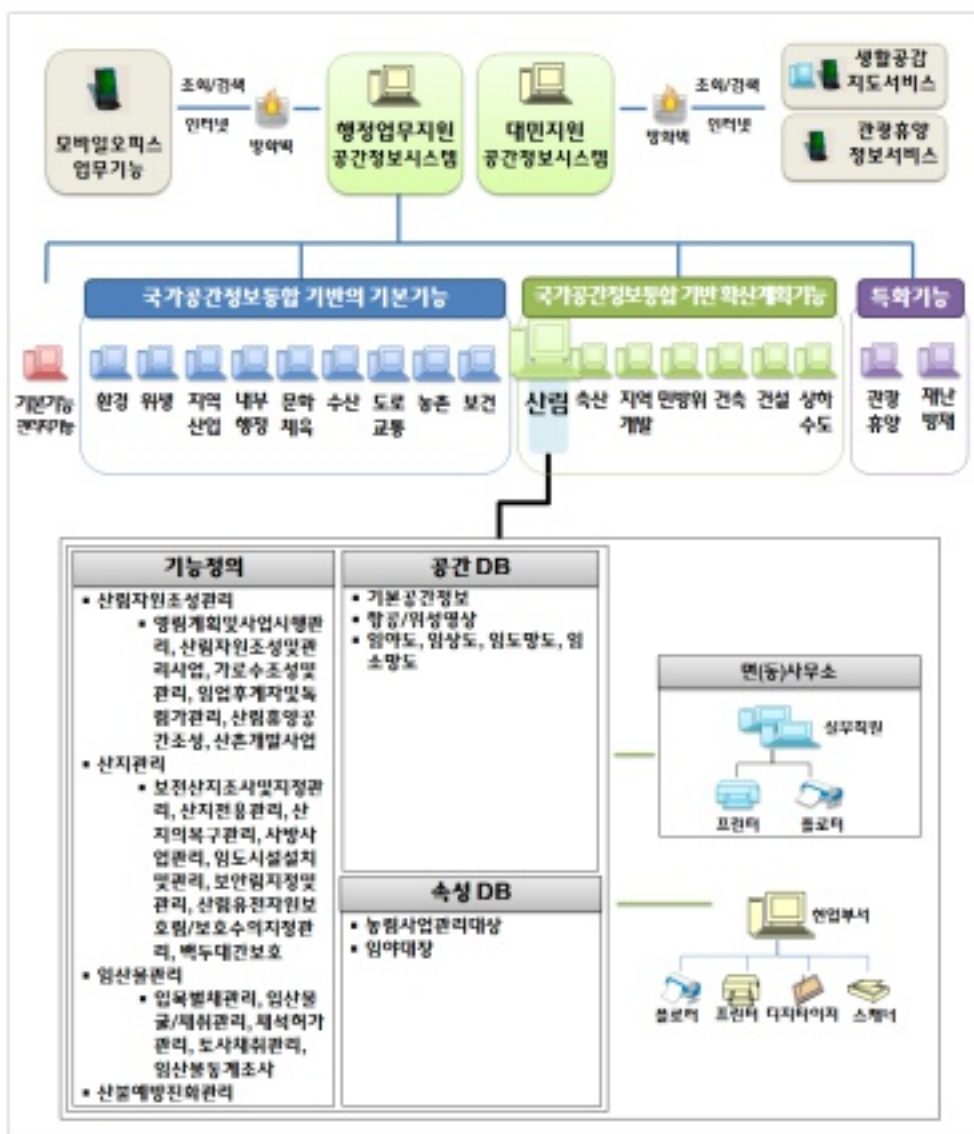 모바일오피스
업무기능
조회/검색
인터넷
방화벽
행정업무지원
공간정보시스템
대민지원
공간정보시스템
방화벽
조회/검색
인터넷
생활공감
지도서비스
관광휴양
정보서비스
국가공간정보통합 기반의 기본기능
국가공간정보통합 기반 확산계획기능
특화기능
기본기능
관리자기능
환경
위생
지역
산업
내부
행정
문화
체육
수산
도로
교통
농촌
보건
산림
축산
지역
개발
민방위
건축
건설
상하
수도
관광
휴양
재난
방재
기능정의
▪ 산림자원조성관리
▪ 영림계획및사업시행관
리, 산림자원조성및관
리사업, 가로수조성및
관리, 임업후계자및독
림가관리, 산림휴양공
간조성, 산촌개발사업
▪ 산지관리
▪ 보전산지조사및지정관
리, 산지전용관리, 산
지의복구관리, 사방사
업관리, 임도시설설치
및관리, 보안림지정및
관리, 산림유전자원보
호림/보호수의지정관
리, 백두대간보호
▪ 임산물관리
▪ 입목벌채관리, 임산물
굴/채취관리, 채석허가
관리, 토사채취관리,
임산물통계조사
▪ 산불예방진화관리
공간 DB
▪ 기본공간정보
▪ 항공/위성영상
▪ 임야도, 임상도, 임도망도, 임
소망도
속성 DB
▪ 농림사업관리대상
▪ 임야대장
면(동)사무소
실무직원
프린터
플로터
현업부서
플로터
프린터
디지타이저
스캐너